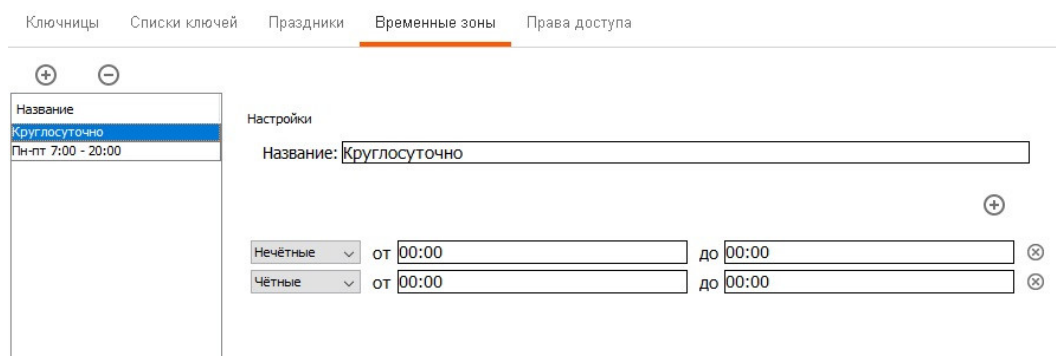 Ключницы Списки ключей Праздники Временные зоны Права доступа
Название
Круглосуточно
Пн-пт 7:00 - 20:00
Настройки
Название: Круглосуточно
Нечётные от 00:00 до 00:00
Чётные от 00:00 до 00:00